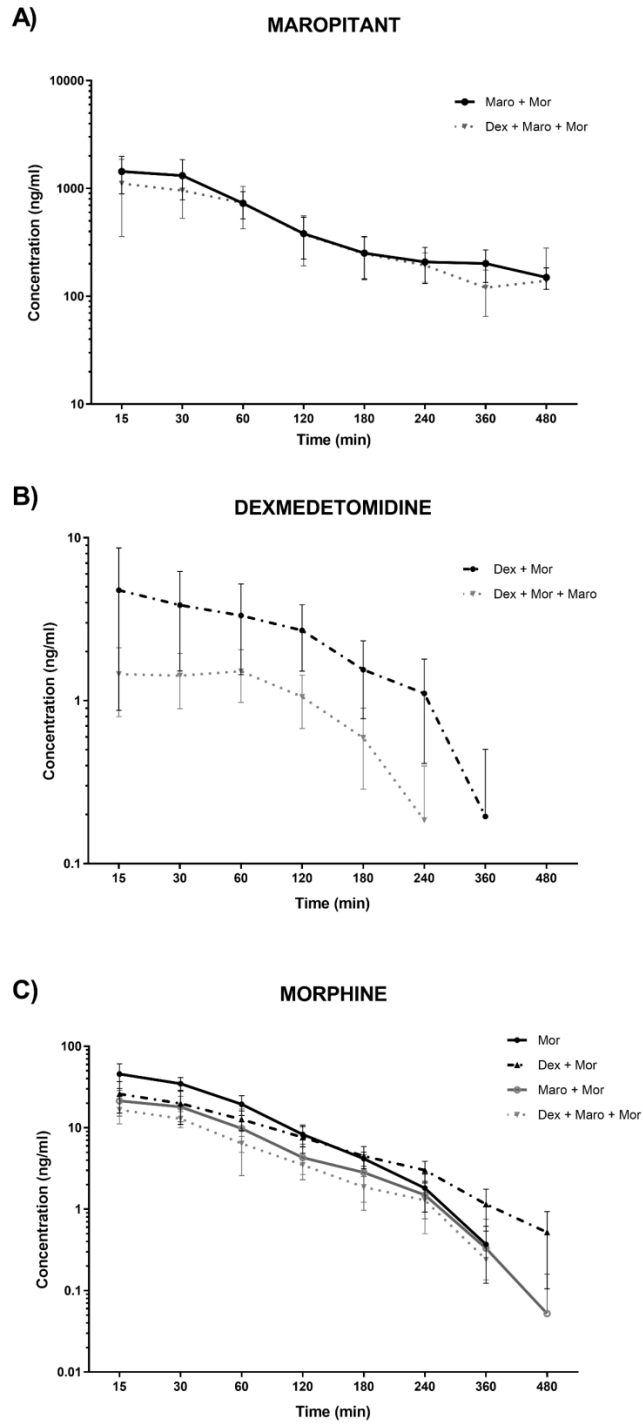 A)
MAROPITANT
10000
1000
100
10
Concentration (ng/ml)
Maro + Mor
Dex + Maro + Mor
15 30 60 120 180 240 360 480
Time (min)
B)
DEXMEDETOMIDINE
10
1
0.1
Concentration (ng/ml)
Dex + Mor
Dex + Mor + Maro
15 30 60 120 180 240 360 480
Time (min)
C)
MORPHINE
100
10
1
0.1
0.01
Concentration (ng/ml)
Mor
Dex + Mor
Maro + Mor
Dex + Maro + Mor
15 30 60 120 180 240 360 480
Time (min)